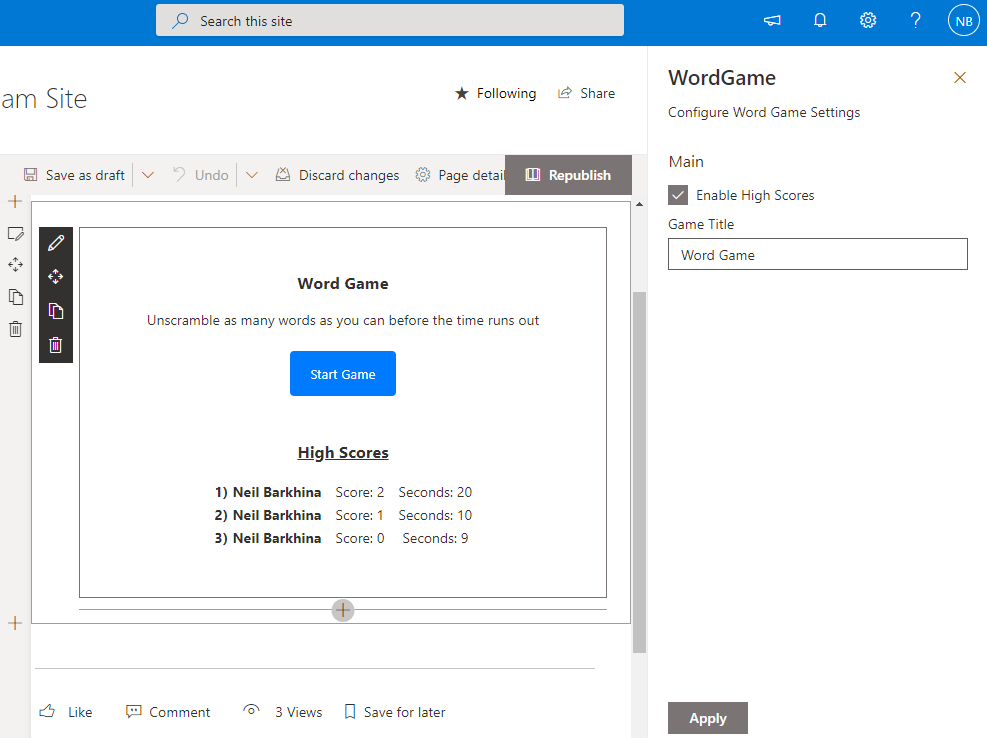 Search this site
NB
am Site
Following
Share
Save as draft
Undo
Discard changes
Page detail
Republish
Word Game
Unscramble as many words as you can before the time runs out
Start Game
High Scores
1) Neil Barkhina Score: 2 Seconds: 20
2) Neil Barkhina Score: 1 Seconds: 10
3) Neil Barkhina Score: 0 Seconds: 9
Like
Comment
3 Views
Save for later
WordGame
Configure Word Game Settings
Main
Enable High Scores
Game Title
Word Game
Apply